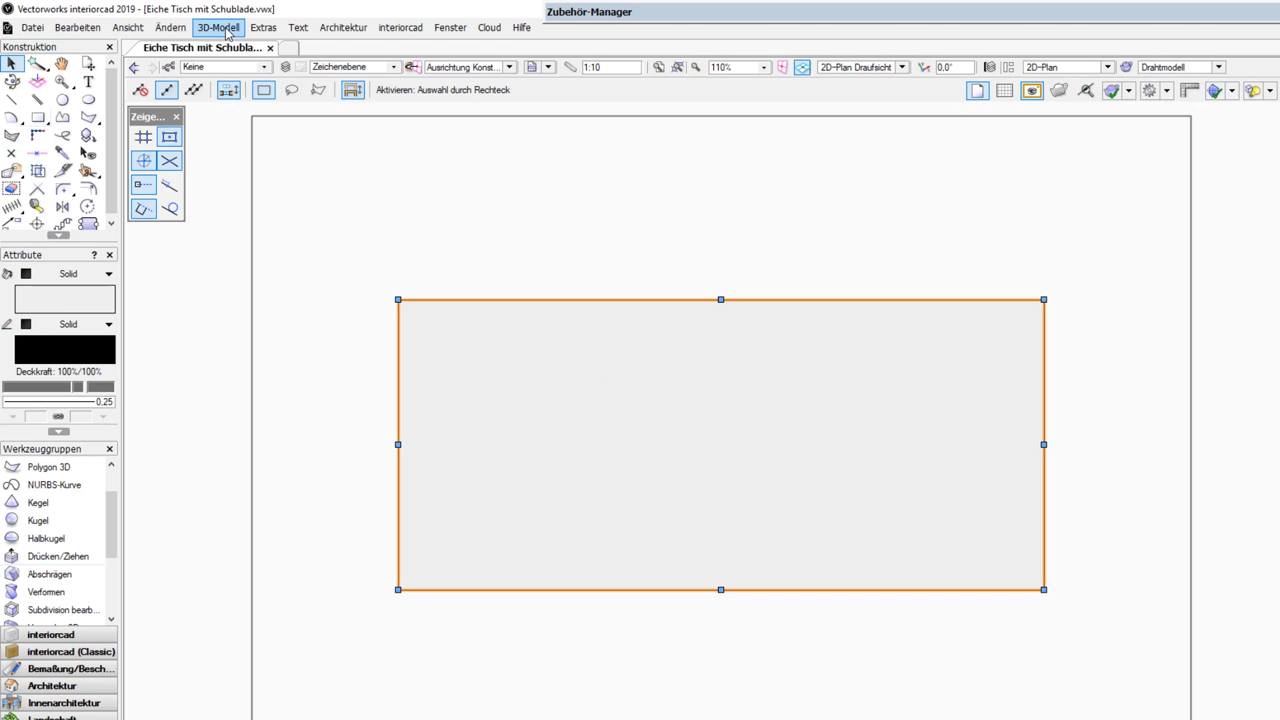 Vectorworks interiorcad 2019 - [Eiche Tisch mit Schublade.vwx]
Zubehör-Manager
Datei Bearbeiten Ansicht Ändern 3D-Modell Extras Text Architektur interiorcad Fenster Cloud Hilfe
Konstruktion
Eiche Tisch mit Schubla...
Keine
Zeichenebene
Ausrichtung Konst...
1:10
110%
2D-Plan Draufsicht
0,0°
2D-Plan
Drahtmodell
Aktivieren: Auswahl durch Rechteck
Zeige...
Attribute
Solid
Solid
Deckkraft: 100%/100%
0,25
Werkzeuggruppen
Polygon 3D
NURBS-Kurve
Kegel
Kugel
Halbkugel
Drücken/Ziehen
Abschrägen
Verformen
Subdivision bearb...
interiorcad
interiorcad (Classic)
Bemaßung/Besch...
Architektur
Innenarchitektur